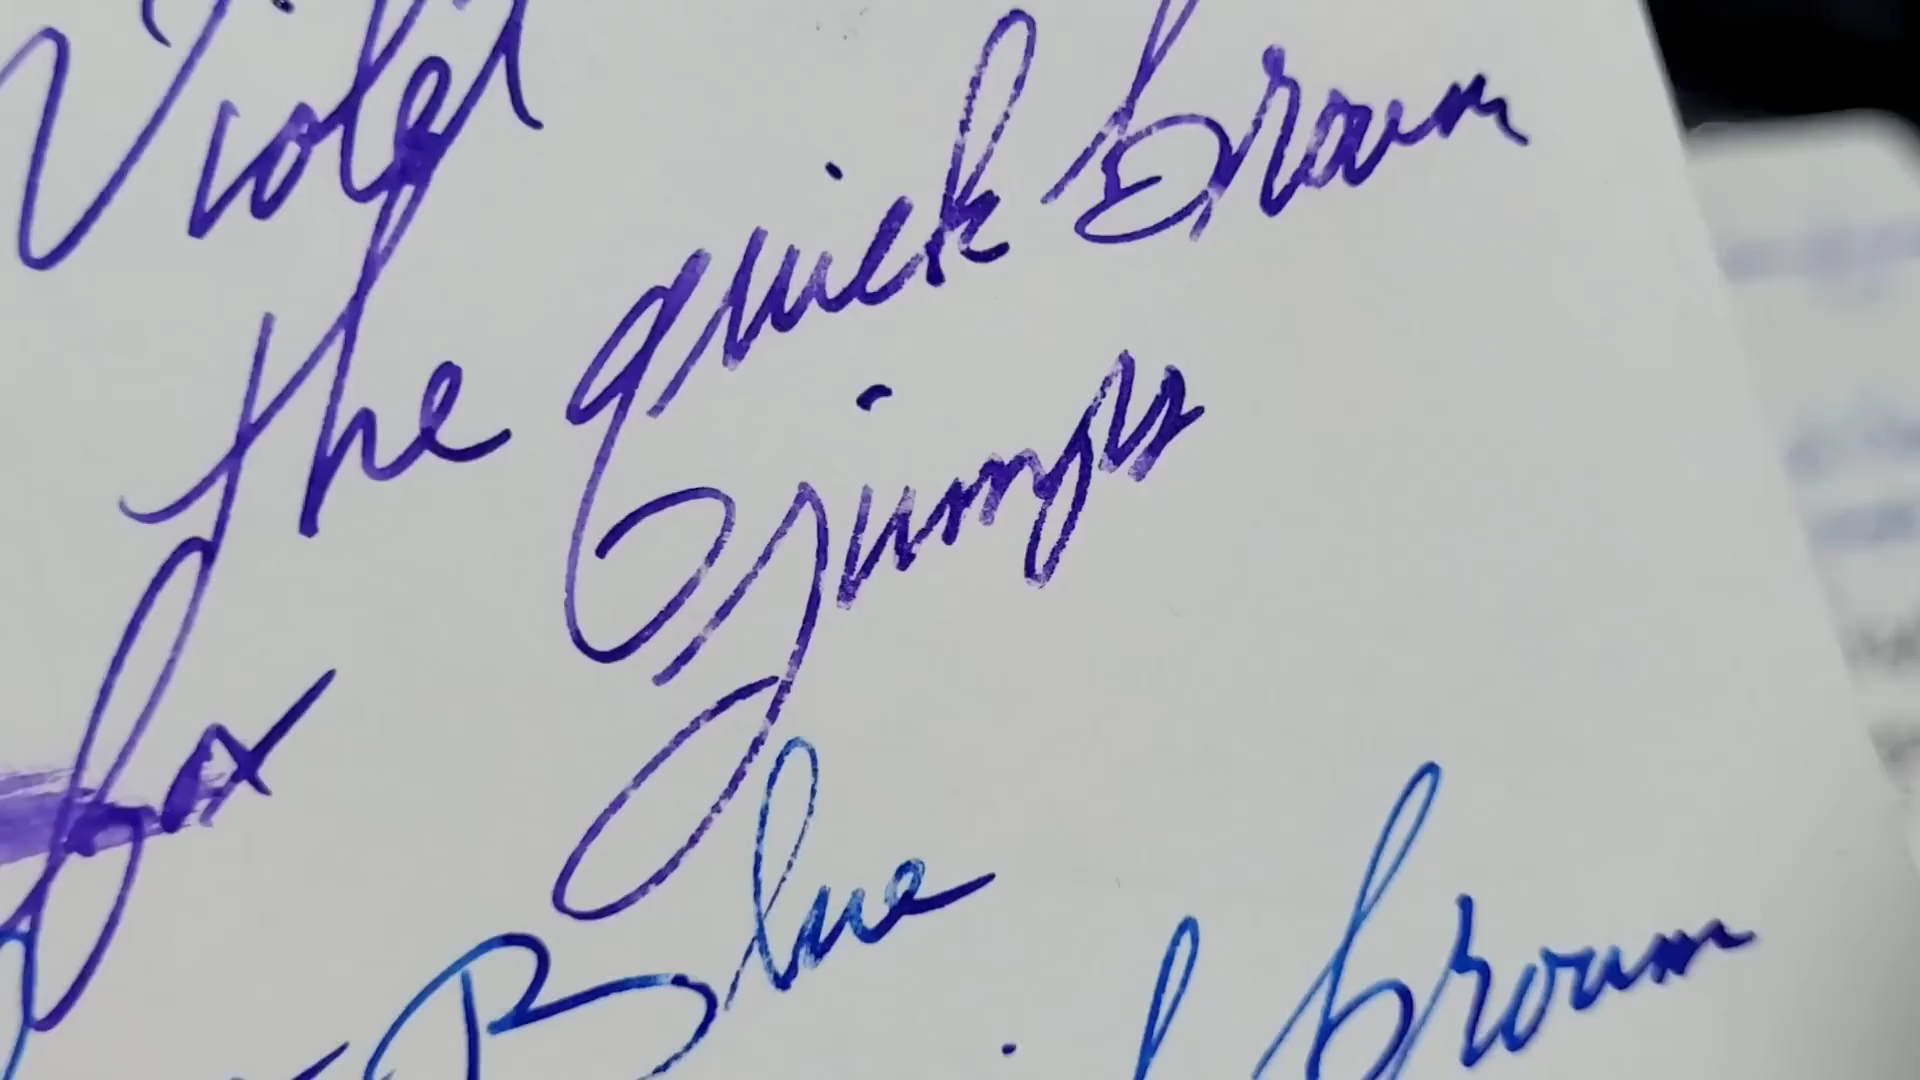 Violet
the quick brown
fox jumps
Blue
brown